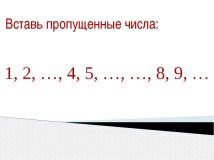 Вставь пропущенные числа:
1, 2, …, 4, 5, …, …, 8, 9, …